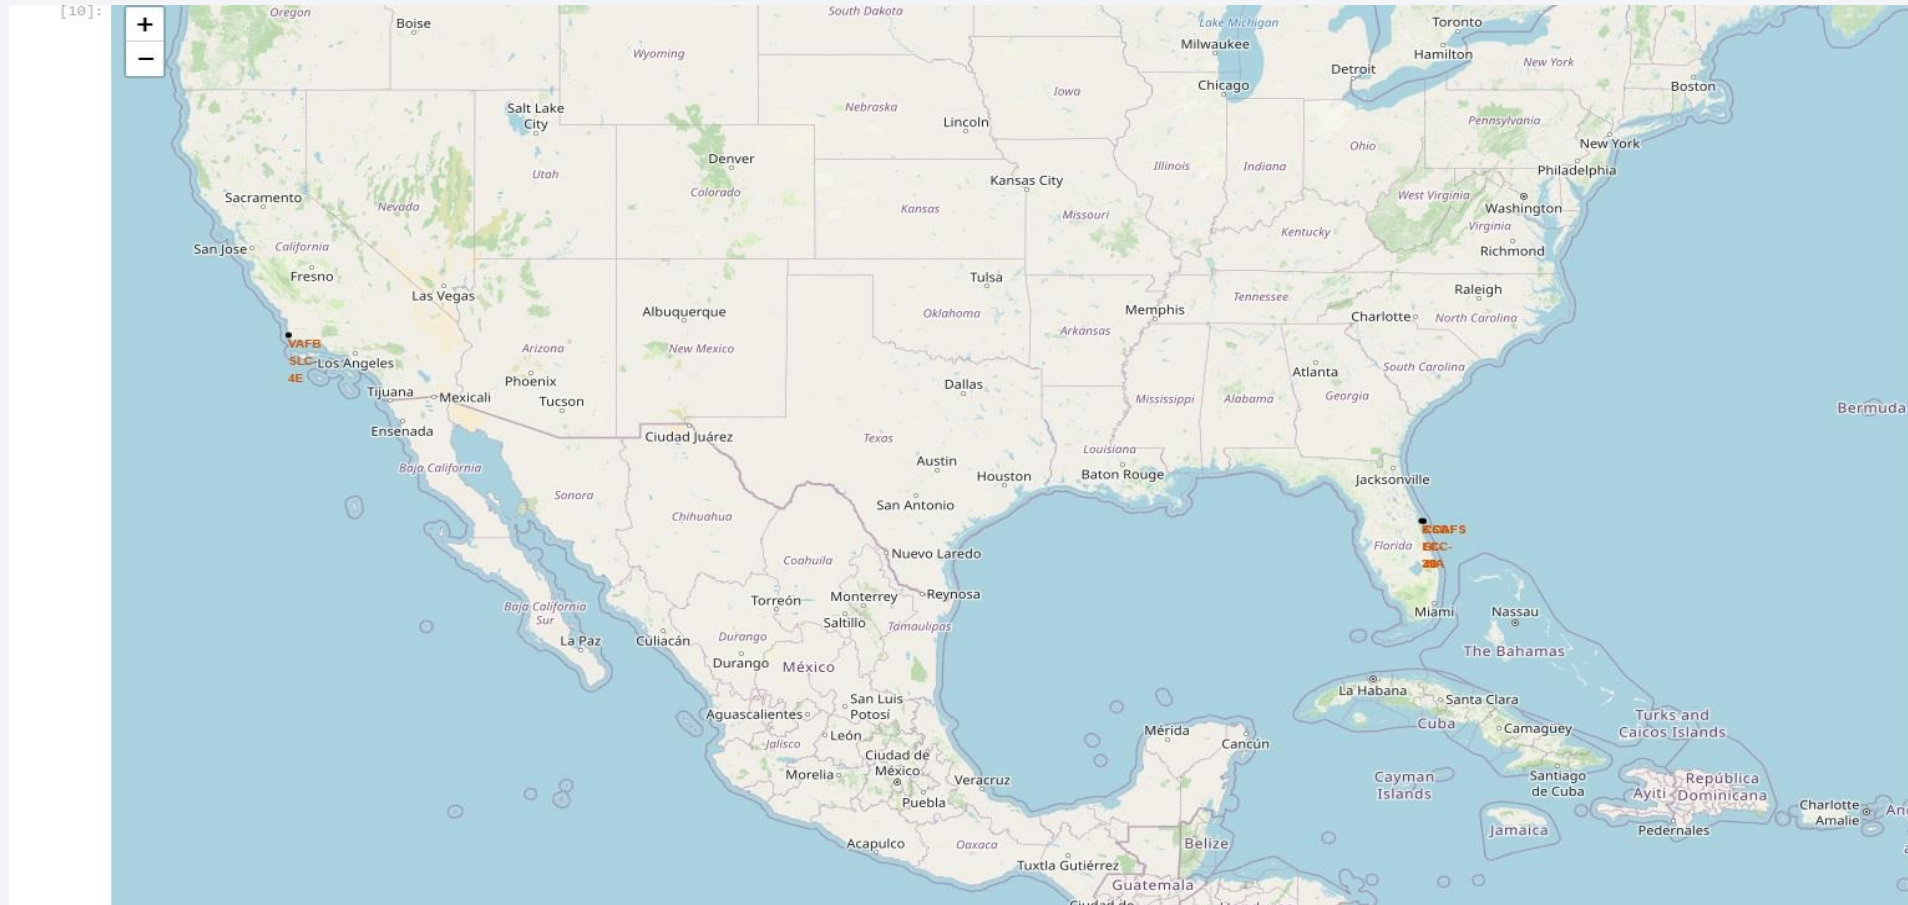 [10]:
+
−
Oregon
Boise
South Dakota
Lake Michigan
Toronto
Milwaukee
Hamilton
Wyoming
New York
Detroit
Chicago
Boston
Iowa
Salt Lake
City
Nebraska
Lincoln
Pennsylvania
New York
Ohio
Denver
Illinois
Indiana
Philadelphia
Utah
Kansas City
Colorado
Sacramento
Nevada
Kansas
Missouri
West Virginia
Washington
Virginia
Kentucky
San Jose
California
Richmond
Fresno
Tulsa
Las Vegas
Raleigh
Tennessee
Albuquerque
Oklahoma
Memphis
Charlotte
North Carolina
Arkansas
VAFB
SLC-
4E
Arizona
New Mexico
Los Angeles
Atlanta
South Carolina
Phoenix
Dallas
Tijuana
Mexicali
Tucson
Mississippi
Alabama
Georgia
Bermuda
Ensenada
Ciudad Juárez
Texas
Louisiana
Austin
Baja California
Houston
Baton Rouge
Jacksonville
Sonora
San Antonio
Chihuahua
Florida
Nuevo Laredo
Coahuila
Reynosa
Torreón
Monterrey
Baja California
Sur
Saltillo
Tamaulipas
Miami
Nassau
La Paz
Culiacán
Durango
The Bahamas
Durango
México
La Habana
San Luis
Potosí
Santa Clara
Aguascalientes
Cuba
Camagüey
Turks and
Caicos Islands
León
Jalisco
Mérida
Cancún
Ciudad de
México
Morelia
Veracruz
Cayman
Islands
Santiago
de Cuba
República
Dominicana
Ayiti
Puebla
Charlotte
Amalie
Jamaica
Pedernales
Acapulco
Oaxaca
Belize
Tuxtla Gutiérrez
Guatemala